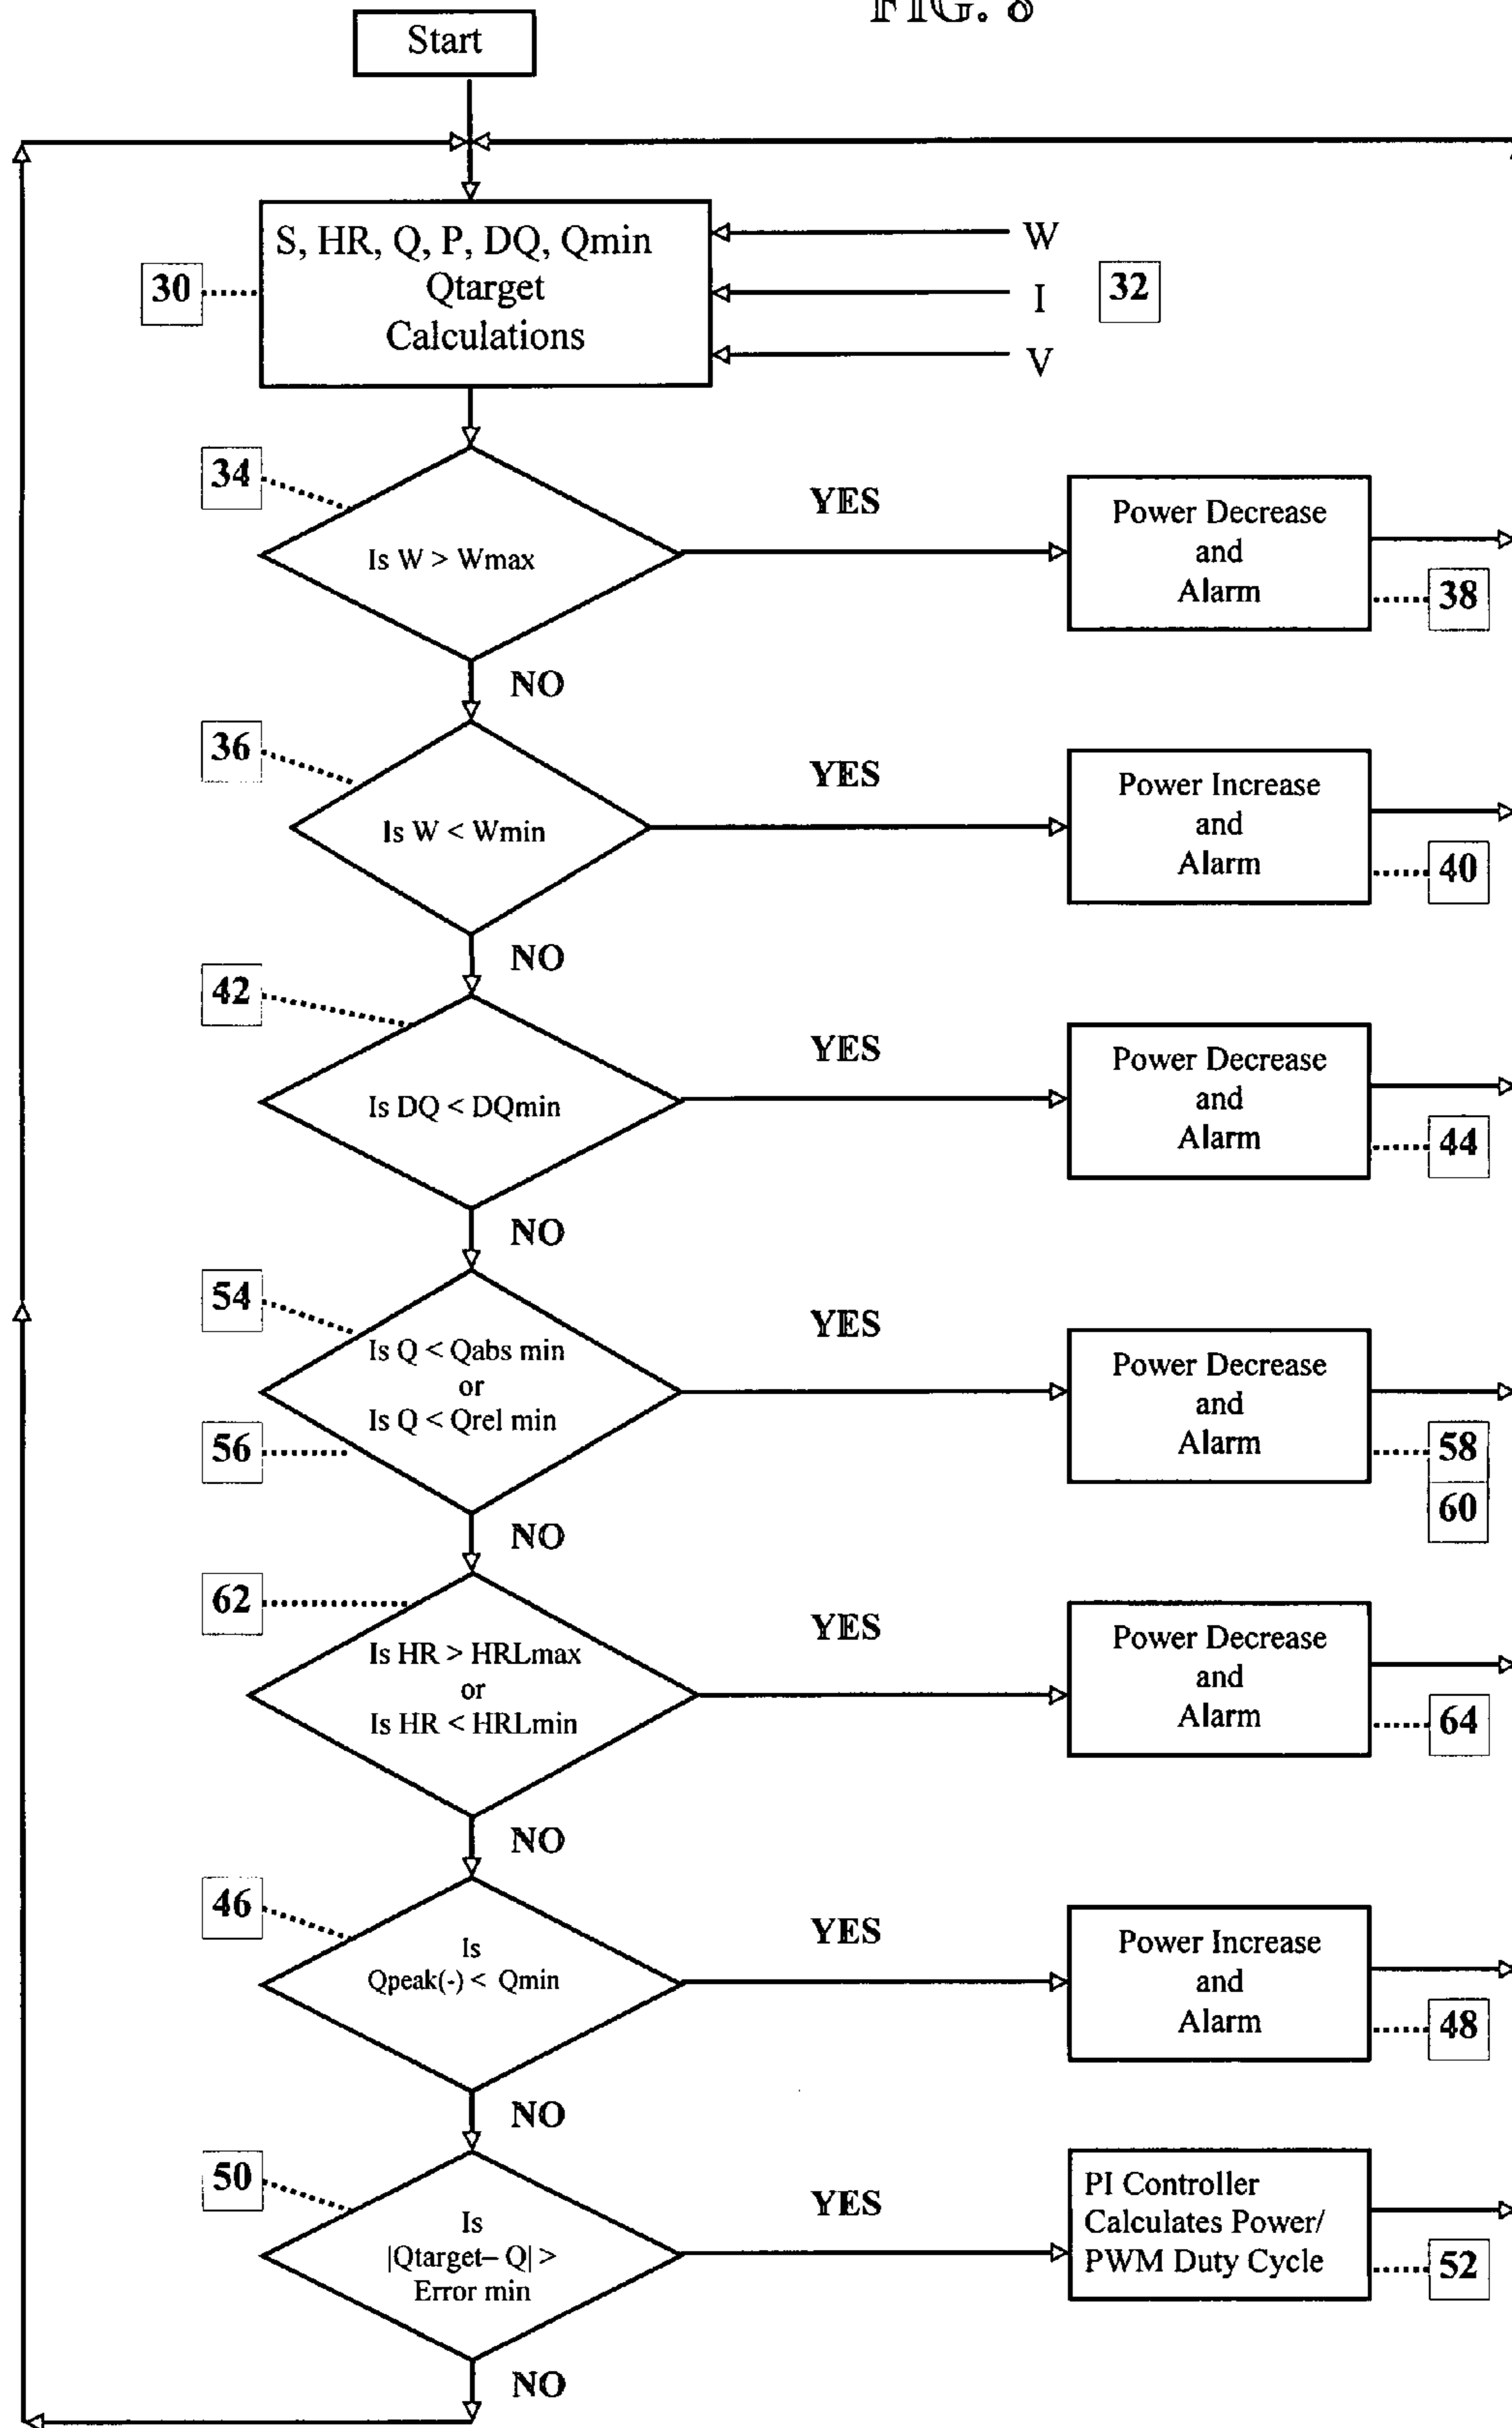 FIG. 8
Start
S, HR, Q, P, DQ, Qmin
Qtarget
Calculations
30
W
I
V
32
34
Is W > Wmax
YES
Power Decrease
and
Alarm
38
NO
36
Is W < Wmin
YES
Power Increase
and
Alarm
40
NO
42
Is DQ < DQmin
YES
Power Decrease
and
Alarm
44
NO
54
Is Q < Qabs min
or
Is Q < Qrel min
56
YES
Power Decrease
and
Alarm
58
60
NO
62
Is HR > HRLmax
or
Is HR < HRLmin
YES
Power Decrease
and
Alarm
64
NO
46
Is
Qpeak(-) < Qmin
YES
Power Increase
and
Alarm
48
NO
50
Is
|Qtarget– Q| >
Error min
YES
PI Controller
Calculates Power/
PWM Duty Cycle
52
NO